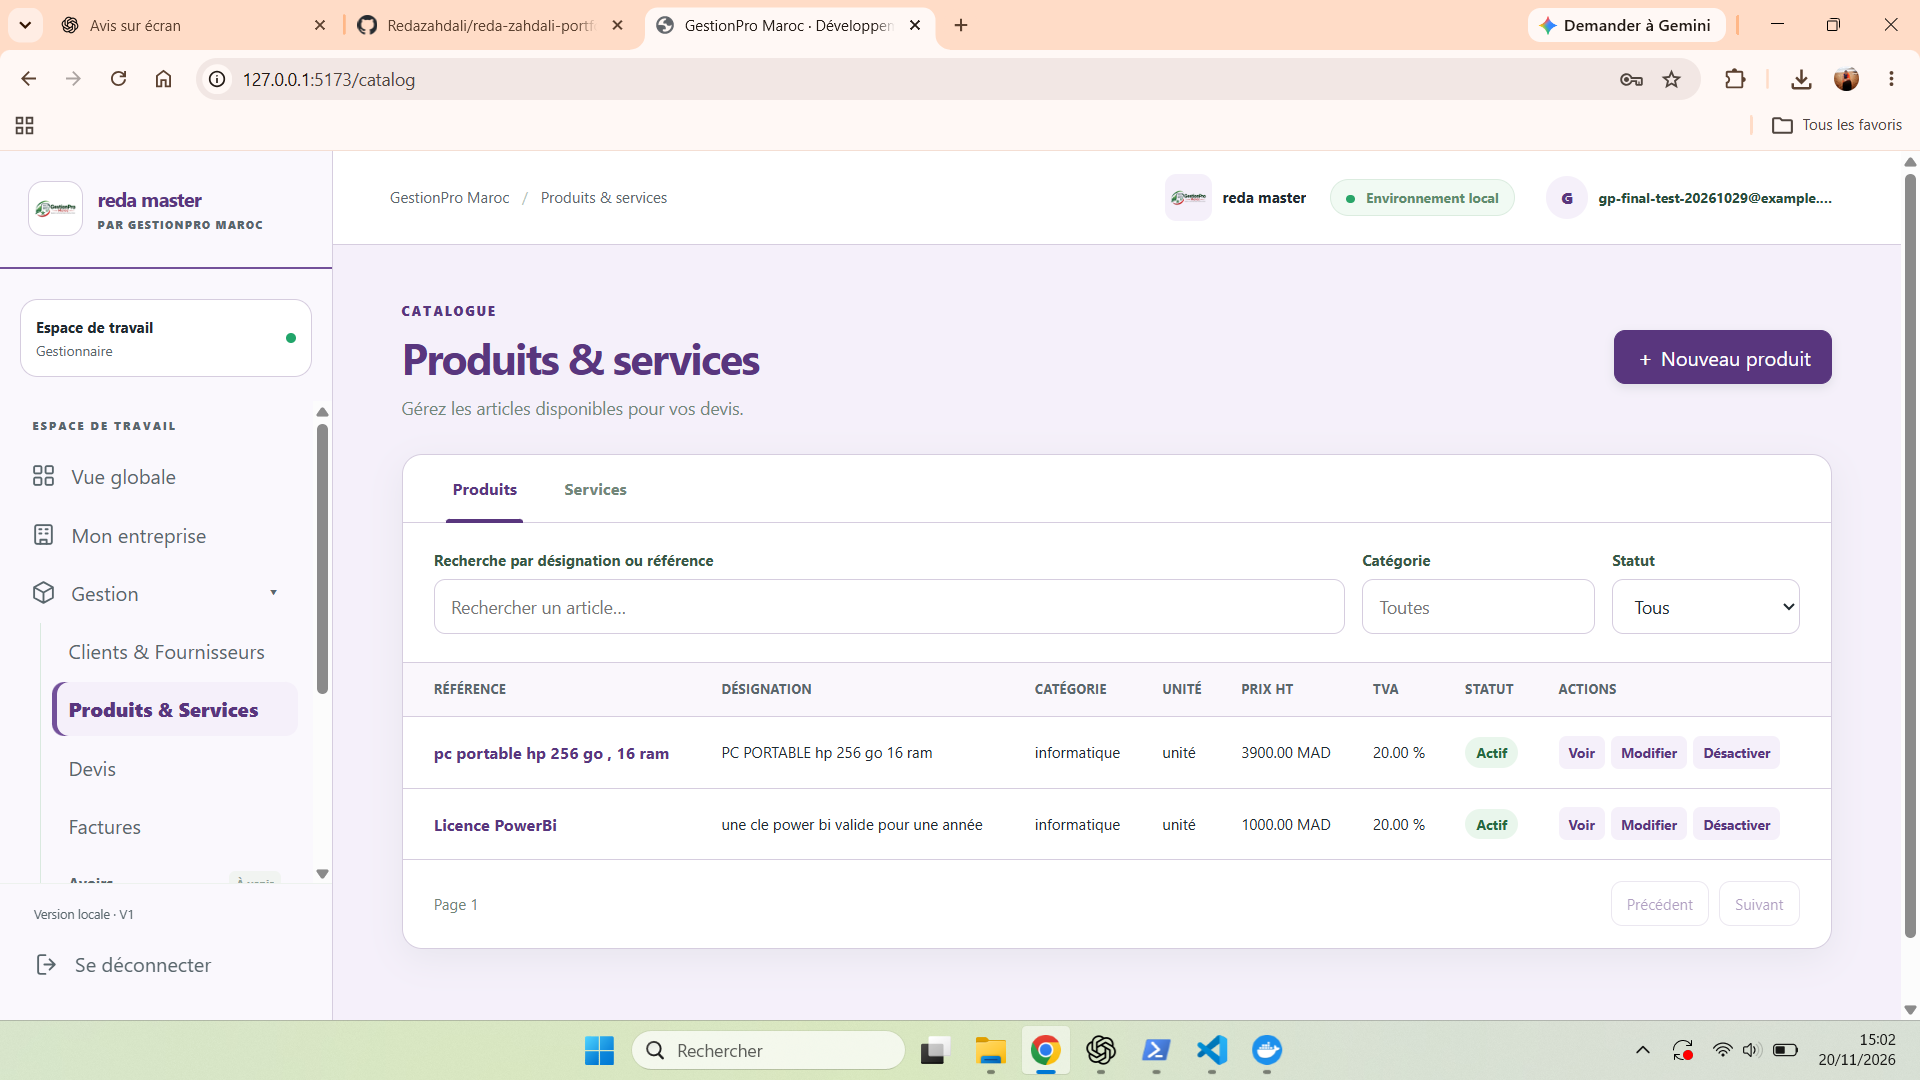 Avis sur écran
Redazahdali/reda-zahdali-portf
GestionPro Maroc · Développen
Demander à Gemini
127.0.0.1:5173/catalog
Tous les favoris
reda master
PAR GESTIONPRO MAROC
GestionPro Maroc / Produits & services
reda master
Environnement local
G
gp-final-test-20261029@example....
Espace de travail
Gestionnaire
ESPACE DE TRAVAIL
Vue globale
Mon entreprise
Gestion
Clients & Fournisseurs
Produits & Services
Devis
Factures
Avoirs
À venir
Version locale · V1
Se déconnecter
CATALOGUE
Produits & services
Gérez les articles disponibles pour vos devis.
+ Nouveau produit
Produits Services
Recherche par désignation ou référence Catégorie Statut
Rechercher un article... Toutes Tous
RÉFÉRENCE DÉSIGNATION CATÉGORIE UNITÉ PRIX HT TVA STATUT ACTIONS
pc portable hp 256 go , 16 ram PC PORTABLE hp 256 go 16 ram informatique unité 3900.00 MAD 20.00 % Actif Voir Modifier Désactiver
Licence PowerBi une cle power bi valide pour une année informatique unité 1000.00 MAD 20.00 % Actif Voir Modifier Désactiver
Page 1 Précédent Suivant
Rechercher
15:02
20/11/2026